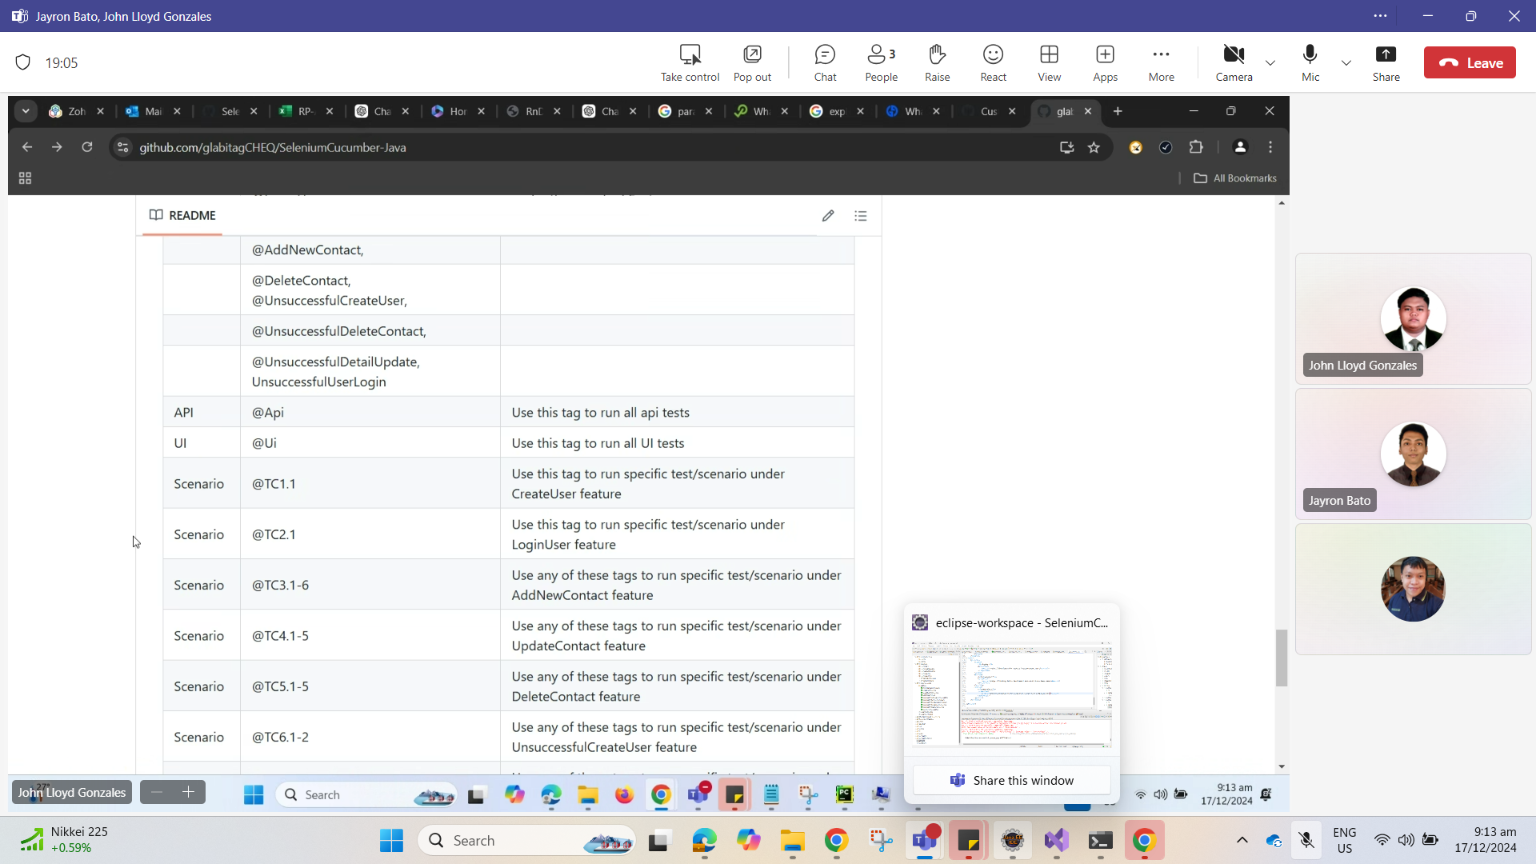 Jayron Bato, John Lloyd Gonzales
19:05
Take control
Pop out
Chat
3
People
Raise
React
View
Apps
More
Camera
Mic
Share
Leave
Zoh
Mai
Sele
RP-
Cha
Hor
RnD
Cha
par
Wh
exp
Wha
Cus
glab
github.com/glabitagCHEQ/SeleniumCucumber-Java
All Bookmarks
README
@AddNewContact,
@DeleteContact,
@UnsuccessfulCreateUser,
@UnsuccessfulDeleteContact,
@UnsuccessfulDetailUpdate,
UnsuccessfulUserLogin
API @Api Use this tag to run all api tests
UI @Ui Use this tag to run all UI tests
Scenario @TC1.1 Use this tag to run specific test/scenario under
CreateUser feature
Scenario @TC2.1 Use this tag to run specific test/scenario under
LoginUser feature
Scenario @TC3.1-6 Use any of these tags to run specific test/scenario under
AddNewContact feature
Scenario @TC4.1-5 Use any of these tags to run specific test/scenario under
UpdateContact feature
Scenario @TC5.1-5 Use any of these tags to run specific test/scenario under
DeleteContact feature
Scenario @TC6.1-2 Use any of these tags to run specific test/scenario under
UnsuccessfulCreateUser feature
John Lloyd Gonzales
Jayron Bato
eclipse-workspace - SeleniumC...
Share this window
John Lloyd Gonzales
Search
9:13 am
17/12/2024
Nikkei 225
+0.59%
Search
ENG
US
9:13 am
17/12/2024